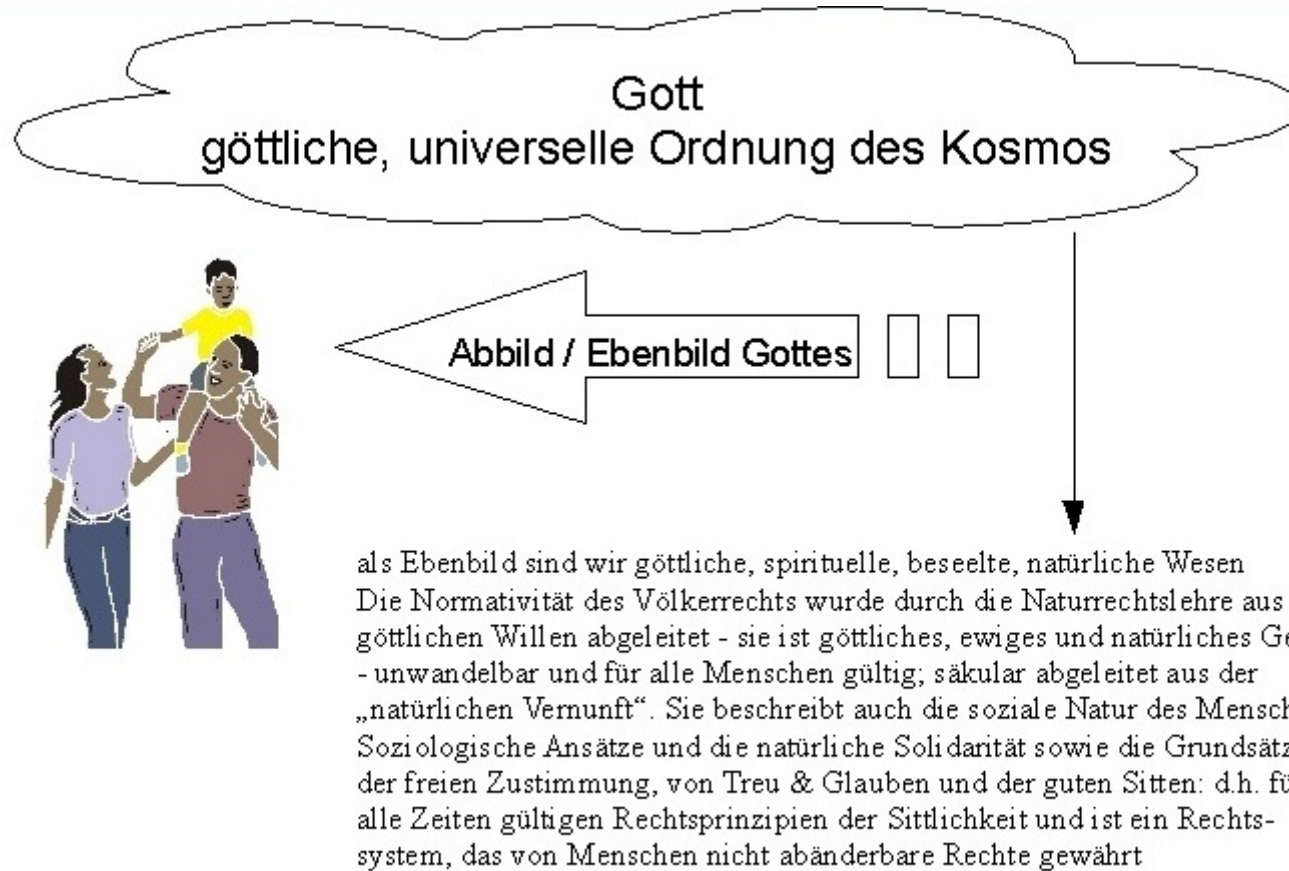 Gott
göttliche, universelle Ordnung des Kosmos
Abbild / Ebenbild Gottes
als Ebenbild sind wir göttliche, spirituelle, beseelte, natürliche Wesen
Die Normativität des Völkerrechts wurde durch die Naturrechtslehre aus
göttlichen Willen abgeleitet - sie ist göttliches, ewiges und natürliches Ge
- unwandelbar und für alle Menschen gültig; säkular abgeleitet aus der
„natürlichen Vernunft“. Sie beschreibt auch die soziale Natur des Mensch
Soziologische Ansätze und die natürliche Solidarität sowie die Grundsätz
der freien Zustimmung, von Treu & Glauben und der guten Sitten: d.h. fü
alle Zeiten gültigen Rechtsprinzipien der Sittlichkeit und ist ein Rechts-
system, das von Menschen nicht abänderbare Rechte gewährt